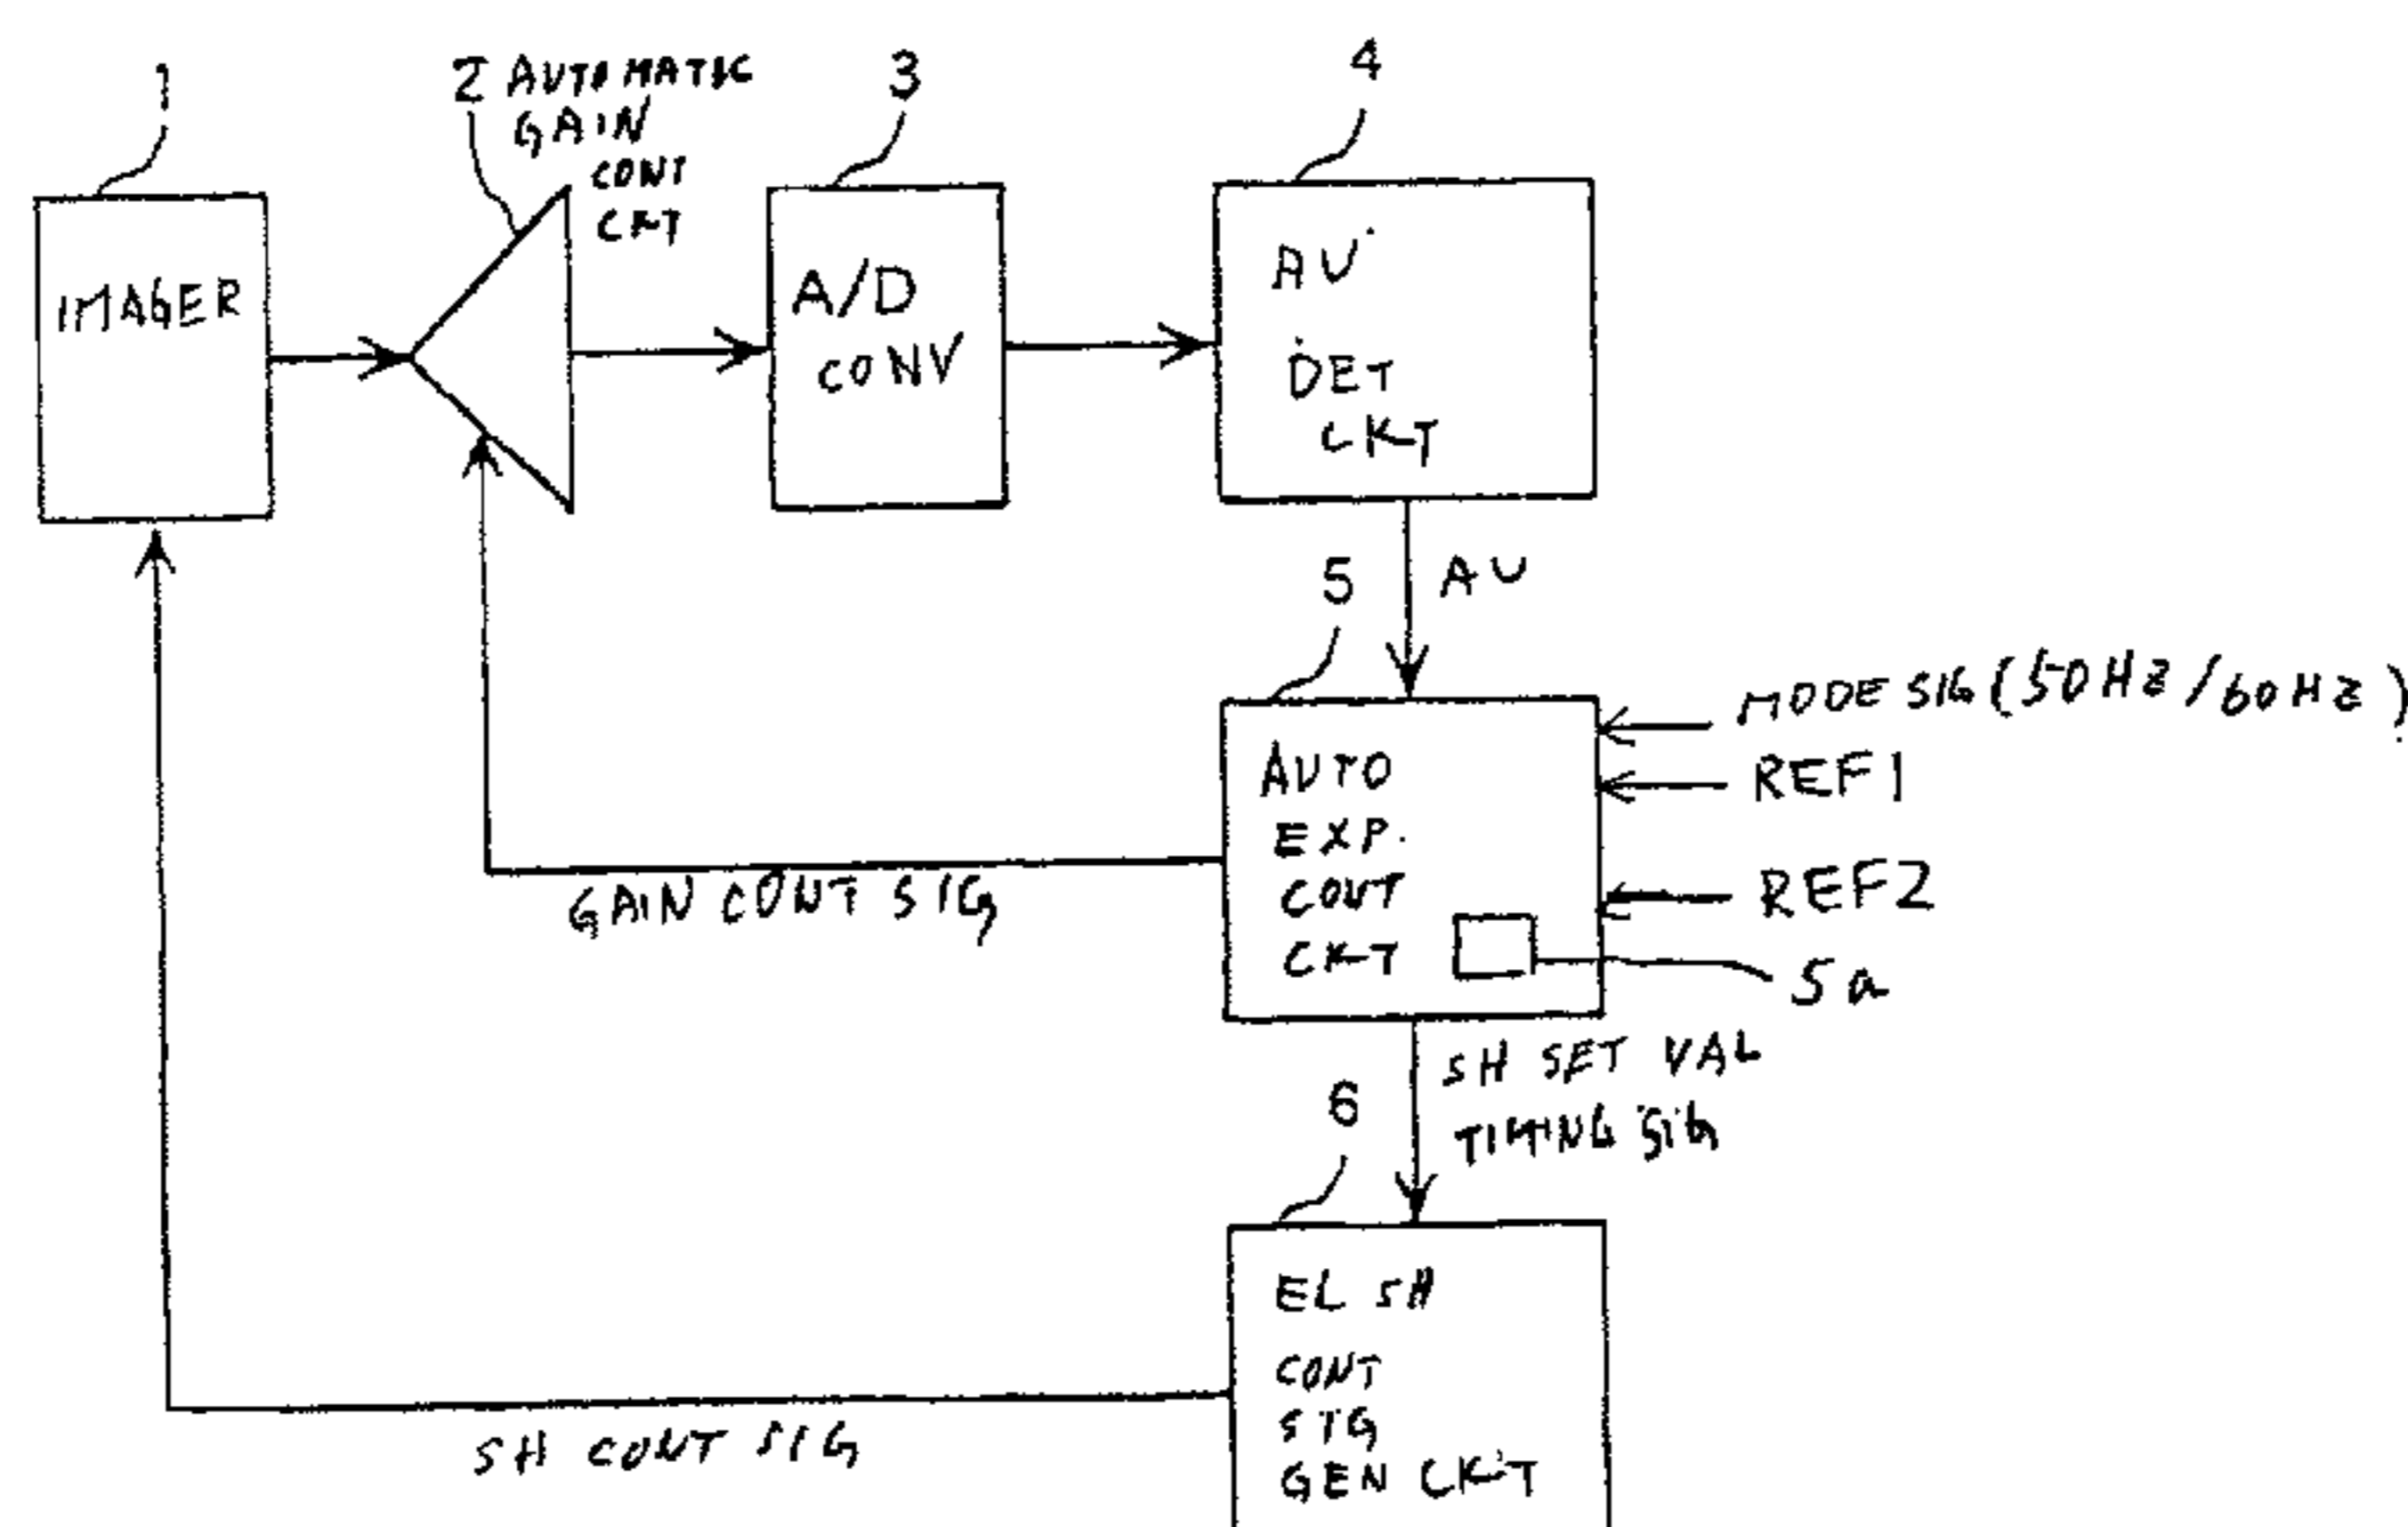 1
2 AUTOMATIC
GAIN
CONT
CKT
3
4
IMAGER
A/D
CONV
AV
DET
CKT
5
AV
MODE SIG (50HZ/60HZ)
REF1
REF2
5a
AUTO
EXP.
CONT
CKT
GAIN CONT SIG
SH SET VAL
TIMING SIG
6
EL SH
CONT
SIG
GEN CKT
SH CONT SIG